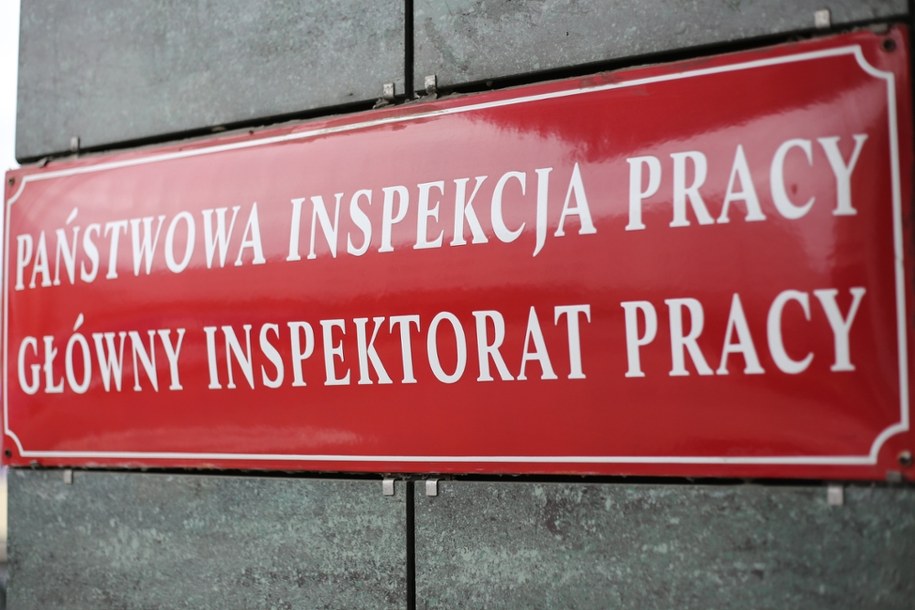 PAŃSTWOWA INSPEKCJA PRACY
GŁÓWNY INSPEKTORAT PRACY